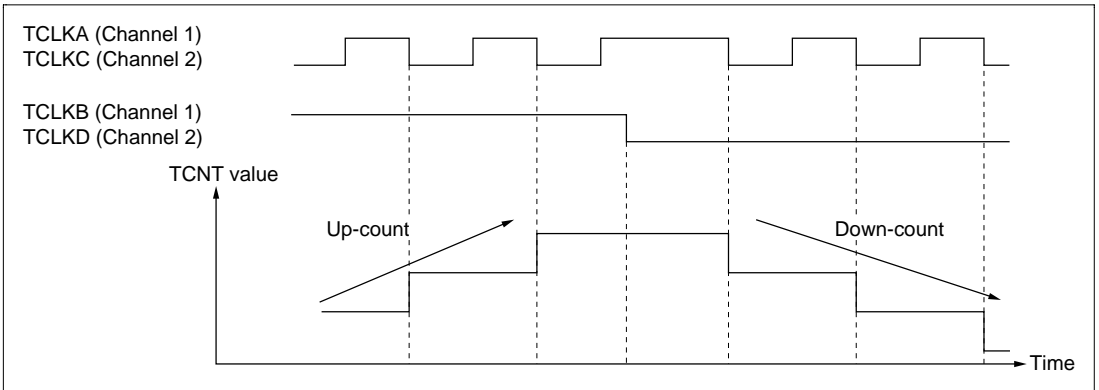 TCLKA (Channel 1)
TCLKC (Channel 2)
TCLKB (Channel 1)
TCLKD (Channel 2)
TCNT value
Up-count
Down-count
Time